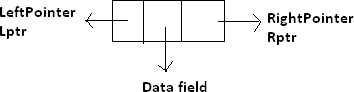 LeftPointer
Lptr
RightPointer
Rptr
Data field